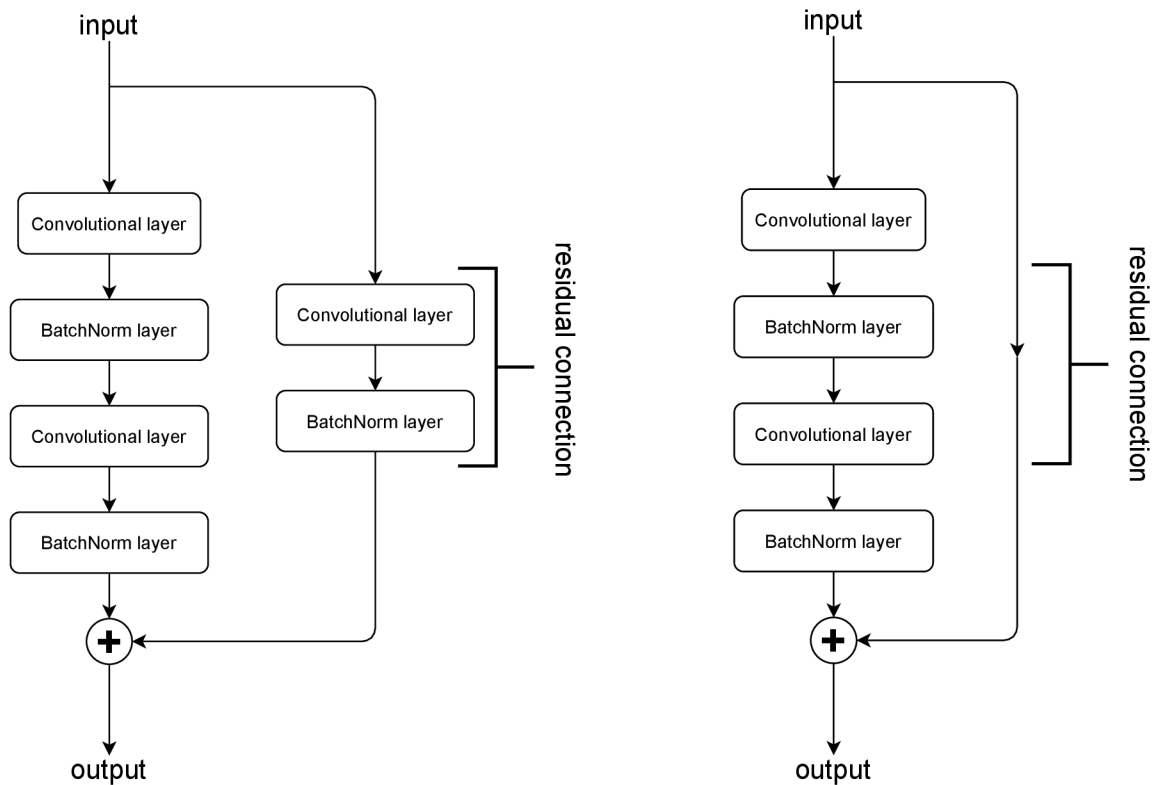 input
Convolutional layer
BatchNorm layer
Convolutional layer
BatchNorm layer
Convolutional layer
BatchNorm layer
residual connection
+
output
input
Convolutional layer
BatchNorm layer
Convolutional layer
BatchNorm layer
residual connection
+
output